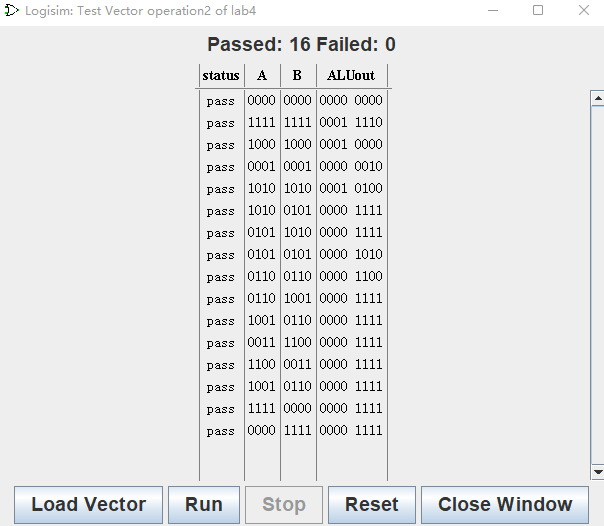 Logisim: Test Vector operation2 of lab4
Passed: 16 Failed: 0
status A B ALUout
pass 0000 0000 0000 0000
pass 1111 1111 0001 1110
pass 1000 1000 0001 0000
pass 0001 0001 0000 0010
pass 1010 1010 0001 0100
pass 1010 0101 0000 1111
pass 0101 1010 0000 1111
pass 0101 0101 0000 1010
pass 0110 0110 0000 1100
pass 0110 1001 0000 1111
pass 1001 0110 0000 1111
pass 0011 1100 0000 1111
pass 1100 0011 0000 1111
pass 1001 0110 0000 1111
pass 1111 0000 0000 1111
pass 0000 1111 0000 1111
Load Vector Run Stop Reset Close Window